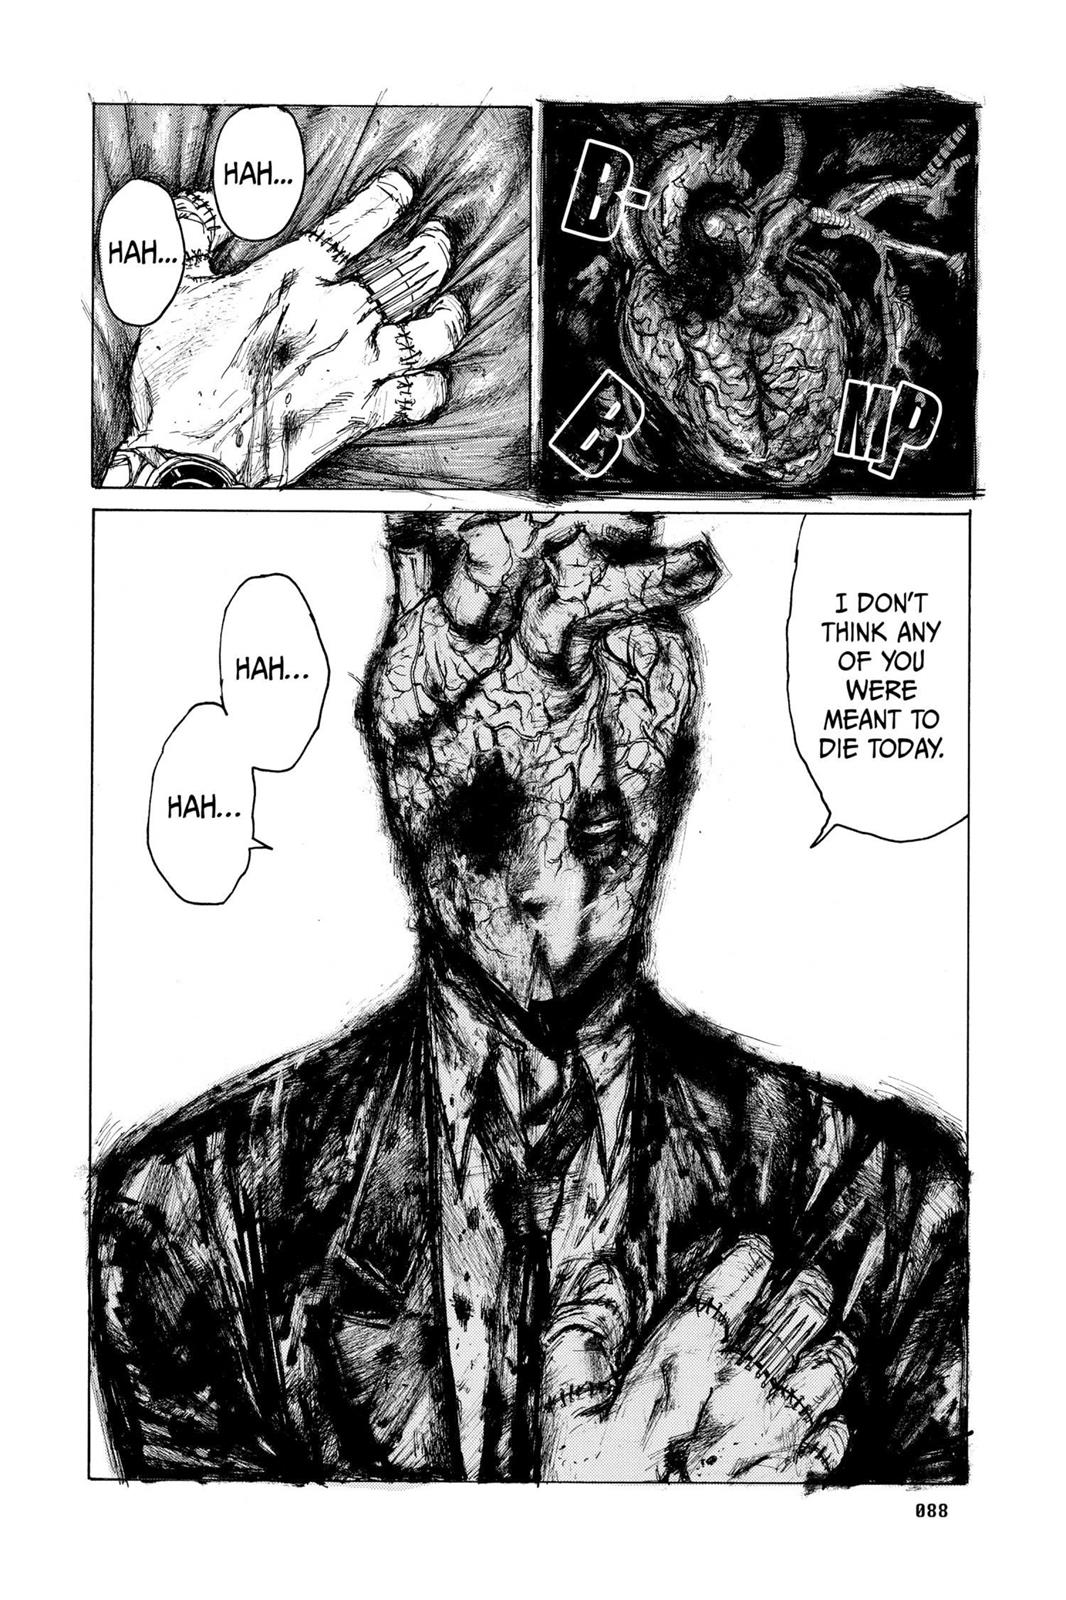 HAH...
HAH...
B-
B
MP
I DON'T
THINK ANY
OF YOU
WERE
MEANT TO
DIE TODAY.
HAH...
HAH...
088